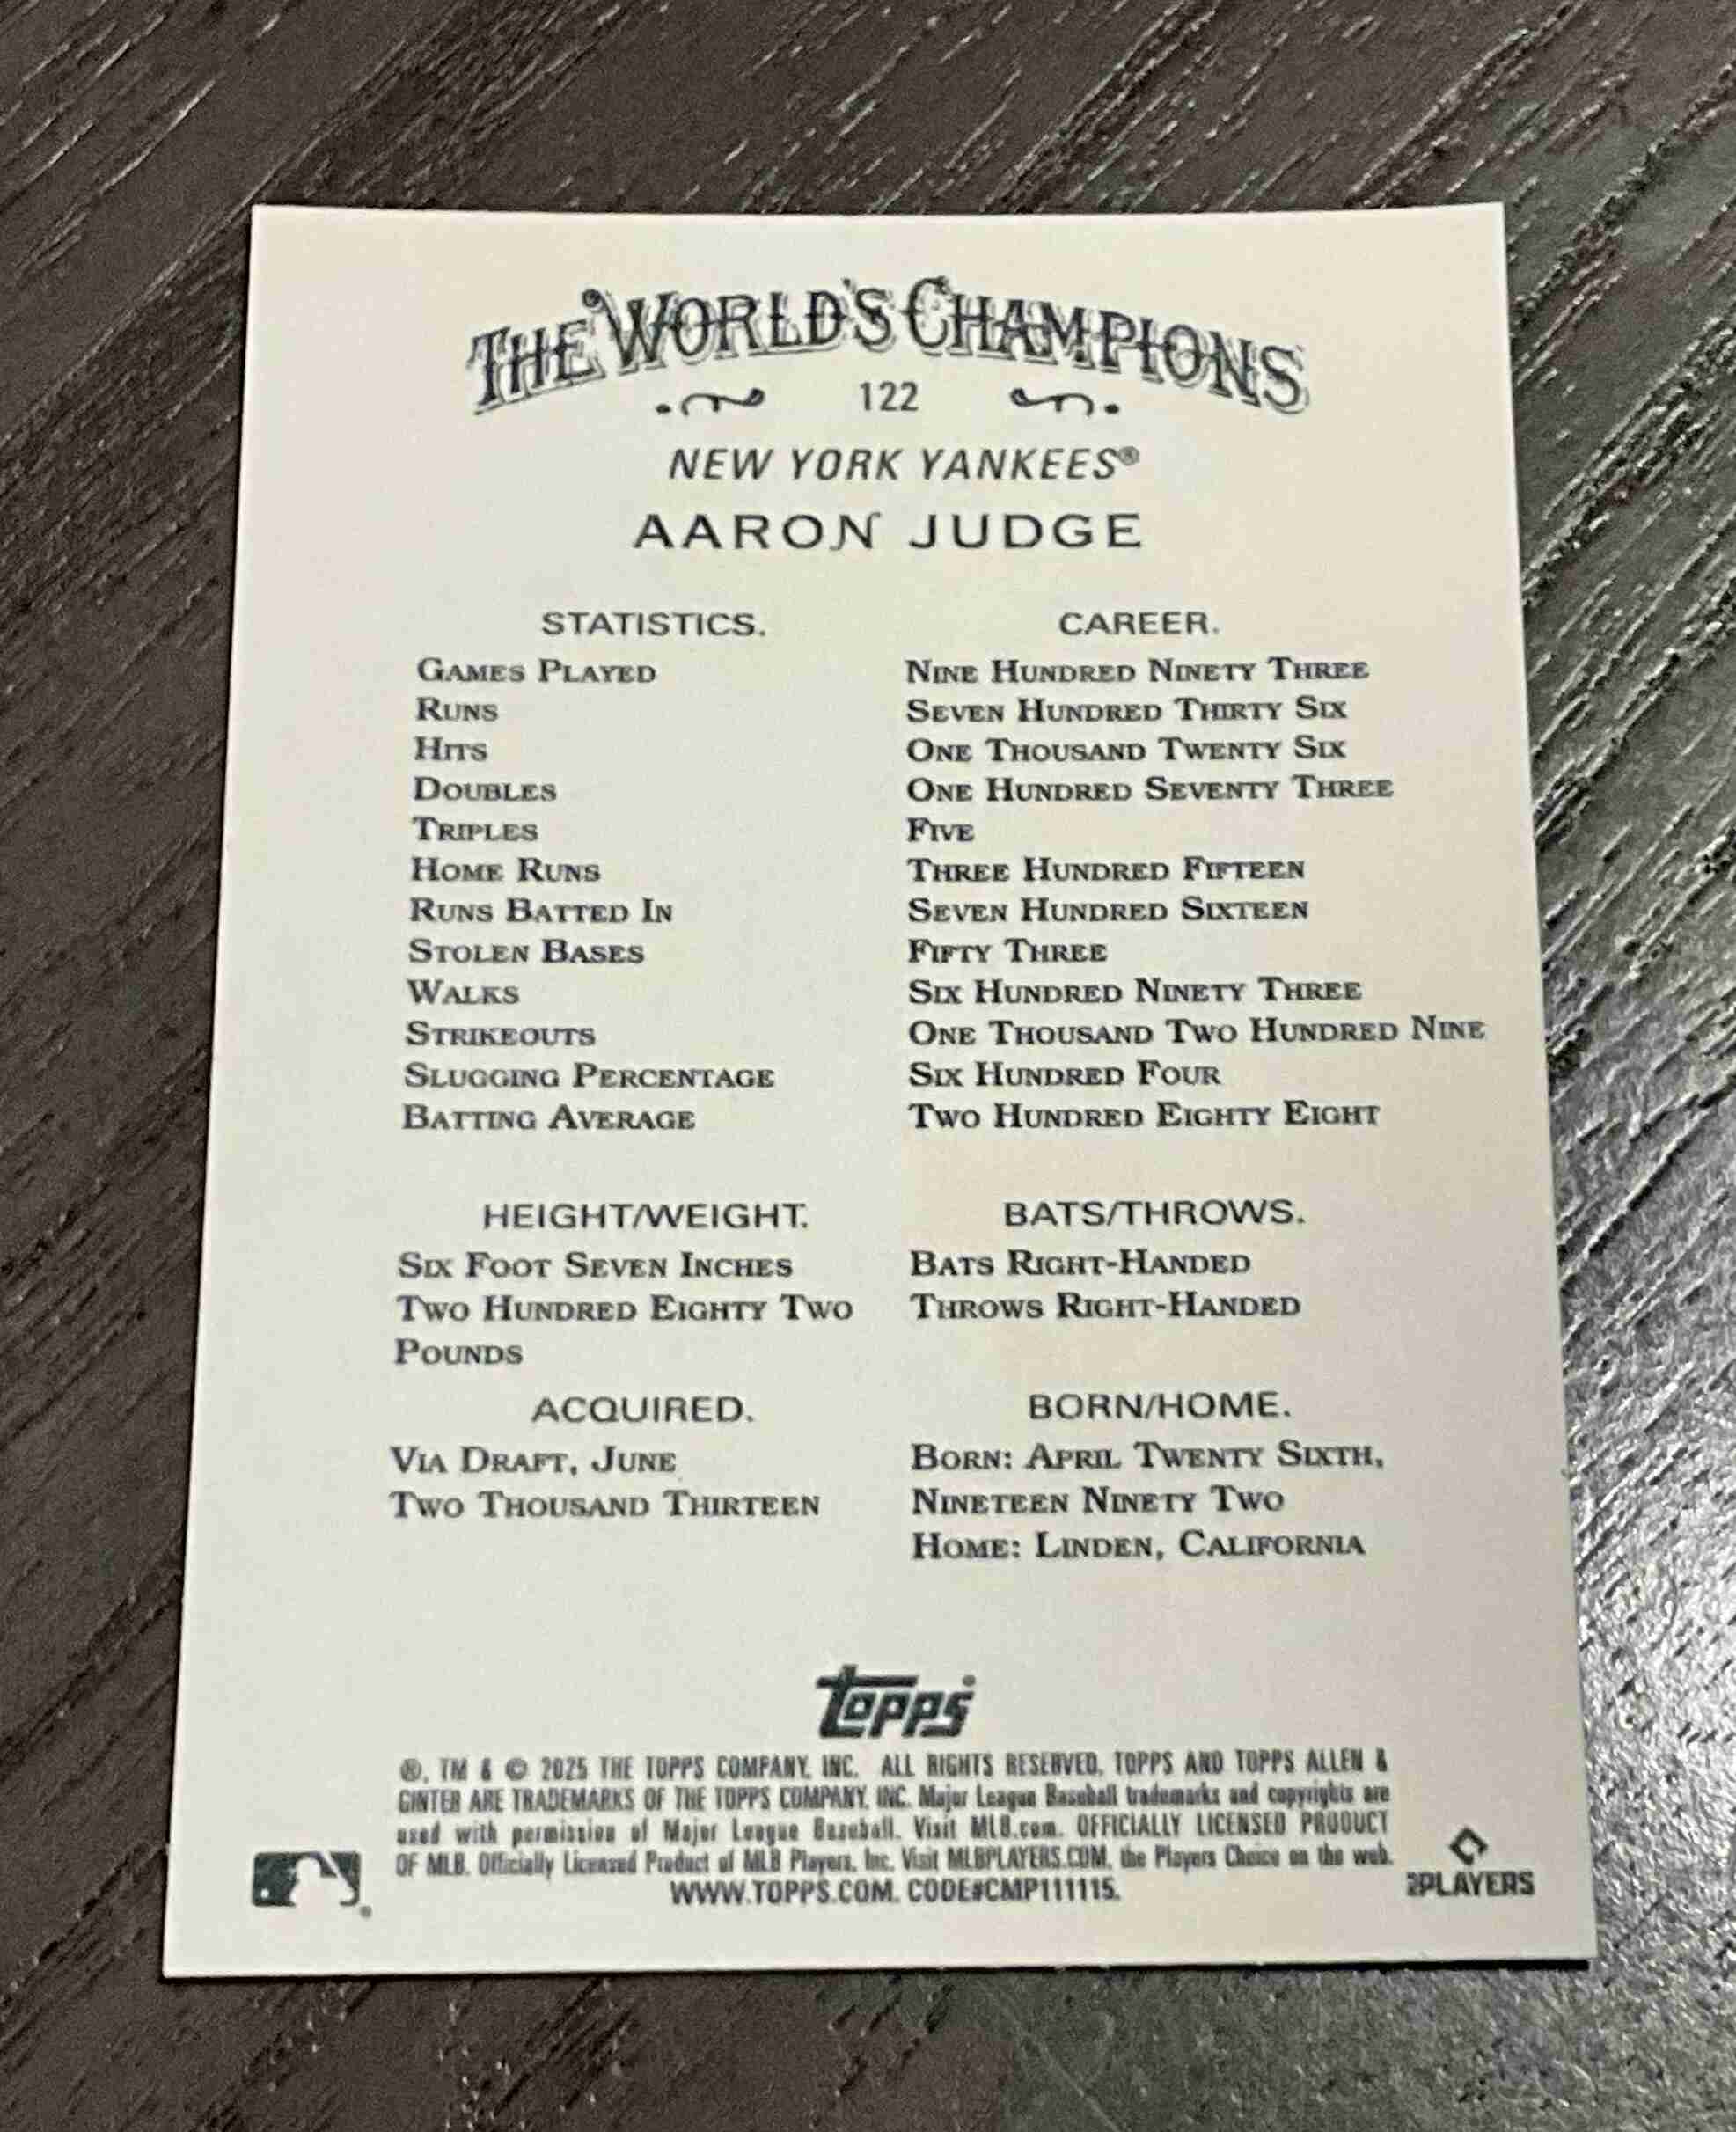 THE WORLD'S CHAMPIONS
122
NEW YORK YANKEES®
AARON JUDGE
STATISTICS. CAREER.
GAMES PLAYED NINE HUNDRED NINETY THREE
RUNS SEVEN HUNDRED THIRTY SIX
HITS ONE THOUSAND TWENTY SIX
DOUBLES ONE HUNDRED SEVENTY THREE
TRIPLES FIVE
HOME RUNS THREE HUNDRED FIFTEEN
RUNS BATTED IN SEVEN HUNDRED SIXTEEN
STOLEN BASES FIFTY THREE
WALKS SIX HUNDRED NINETY THREE
STRIKEOUTS ONE THOUSAND TWO HUNDRED NINE
SLUGGING PERCENTAGE SIX HUNDRED FOUR
BATTING AVERAGE TWO HUNDRED EIGHTY EIGHT
HEIGHT/WEIGHT. BATS/THROWS.
SIX FOOT SEVEN INCHES BATS RIGHT-HANDED
TWO HUNDRED EIGHTY TWO THROWS RIGHT-HANDED
POUNDS
ACQUIRED. BORN/HOME.
VIA DRAFT, JUNE BORN: APRIL TWENTY SIXTH,
TWO THOUSAND THIRTEEN NINETEEN NINETY TWO
HOME: LINDEN, CALIFORNIA
topps
®, TM & © 2025 THE TOPPS COMPANY, INC. ALL RIGHTS RESERVED. TOPPS AND TOPPS ALLEN &
GINTER ARE TRADEMARKS OF THE TOPPS COMPANY, INC. Major League Baseball trademarks and copyrights are
used with permission of Major League Baseball. Visit MLB.com. OFFICIALLY LICENSED PRODUCT
OF MLB. Officially Licensed Product of MLB Players, Inc. Visit MLBPLAYERS.COM, the Players Choice on the web.
WWW.TOPPS.COM. CODE#CMP111115.
PLAYERS